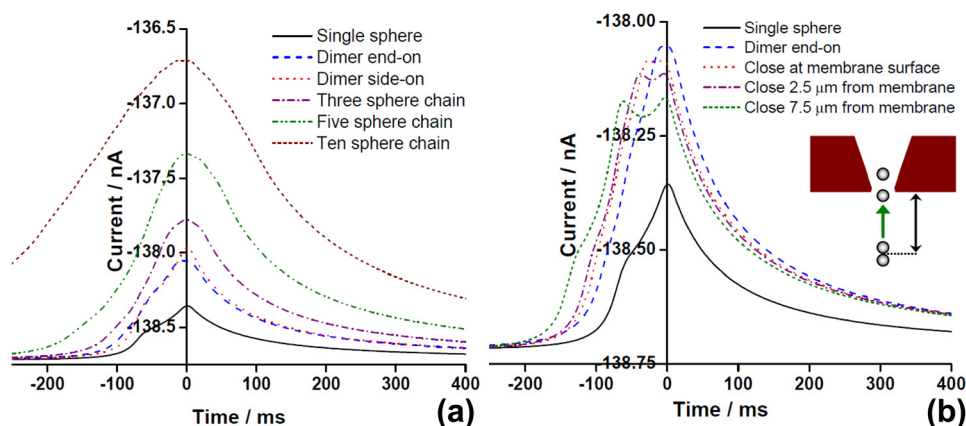 -136.5
-137.0
-137.5
-138.0
-138.5
Current / nA
Single sphere
Dimer end-on
Dimer side-on
Three sphere chain
Five sphere chain
Ten sphere chain
-200 -100 0 100 200 300 400
Time / ms
(a)
-138.00
-138.25
-138.50
-138.75
Current / nA
Single sphere
Dimer end-on
Close at membrane surface
Close 2.5 μm from membrane
Close 7.5 μm from membrane
-200 -100 0 100 200 300 400
Time / ms
(b)